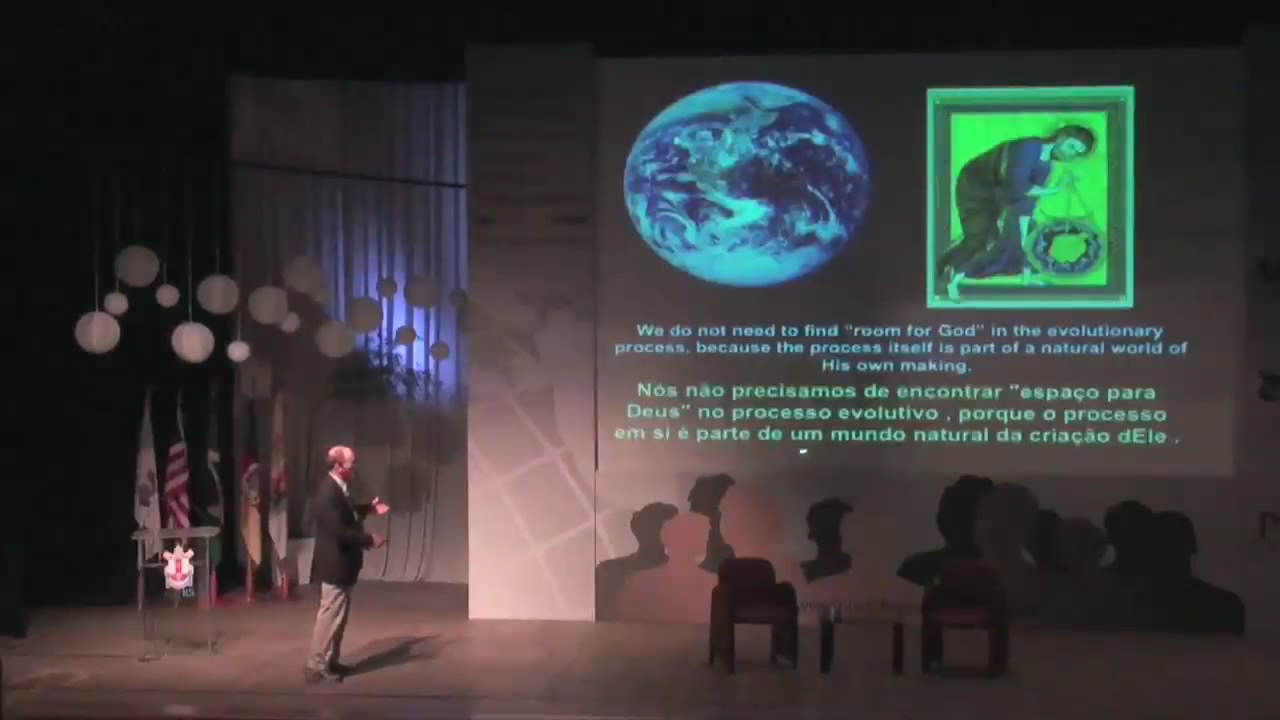 We do not need to find "room for God" in the evolutionary
process, because the process itself is part of a natural world of
His own making.
Nós não precisamos de encontrar "espaço para
Deus" no processo evolutivo , porque o processo
em si é parte de um mundo natural da criação dEle .
RS